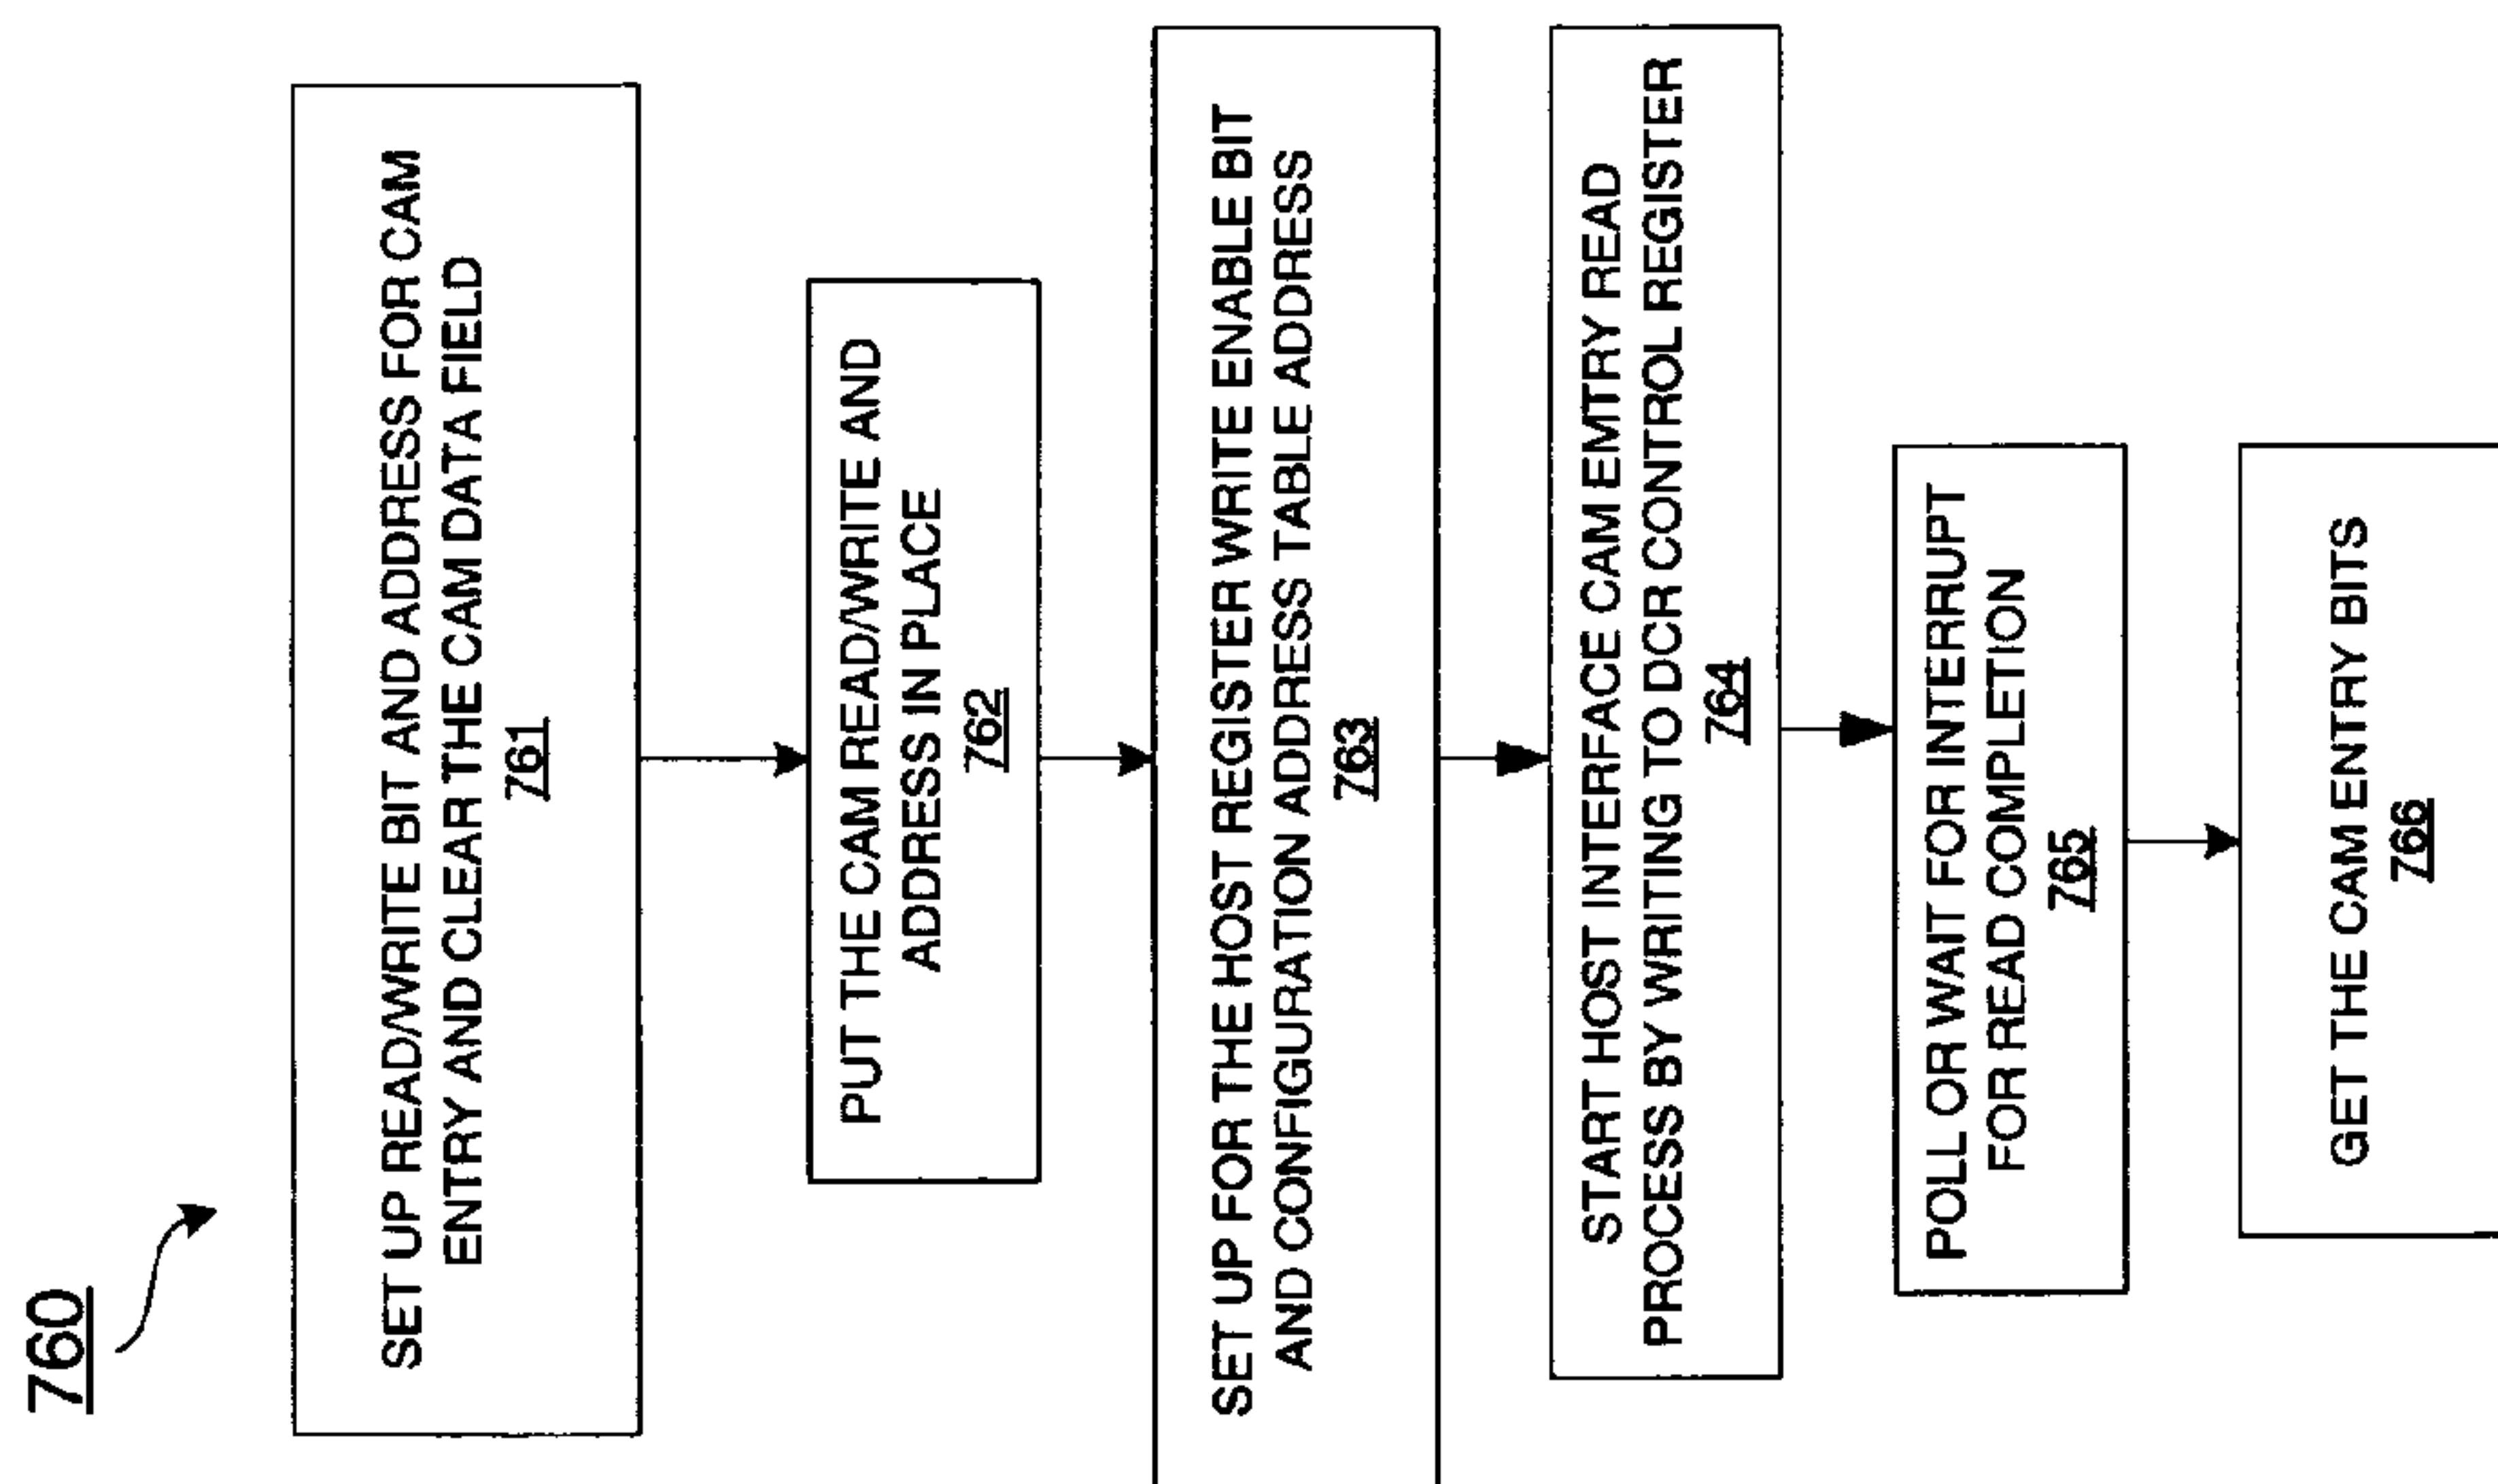 760
SET UP READ/WRITE BIT AND ADDRESS FOR CAM
ENTRY AND CLEAR THE CAM DATA FIELD
761
PUT THE CAM READ/WRITE AND
ADDRESS IN PLACE
762
SET UP FOR THE HOST REGISTER WRITE ENABLE BIT
AND CONFIGURATION ADDRESS TABLE ADDRESS
763
START HOST INTERFACE CAM EMTRY READ
PROCESS BY WRITING TO DCR CONTROL REGISTER
764
POLL OR WAIT FOR INTERRUPT
FOR READ COMPLETION
765
GET THE CAM ENTRY BITS
766